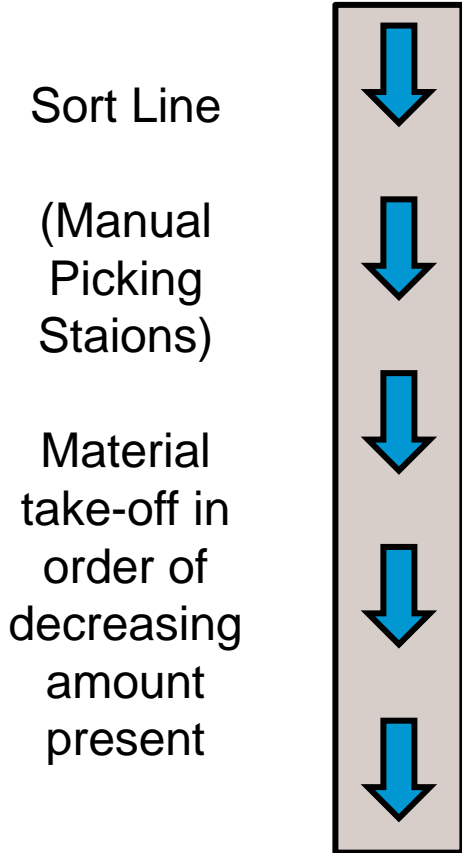 Sort Line
(Manual
Picking
Staions)
Material
take-off in
order of
decreasing
amount
present